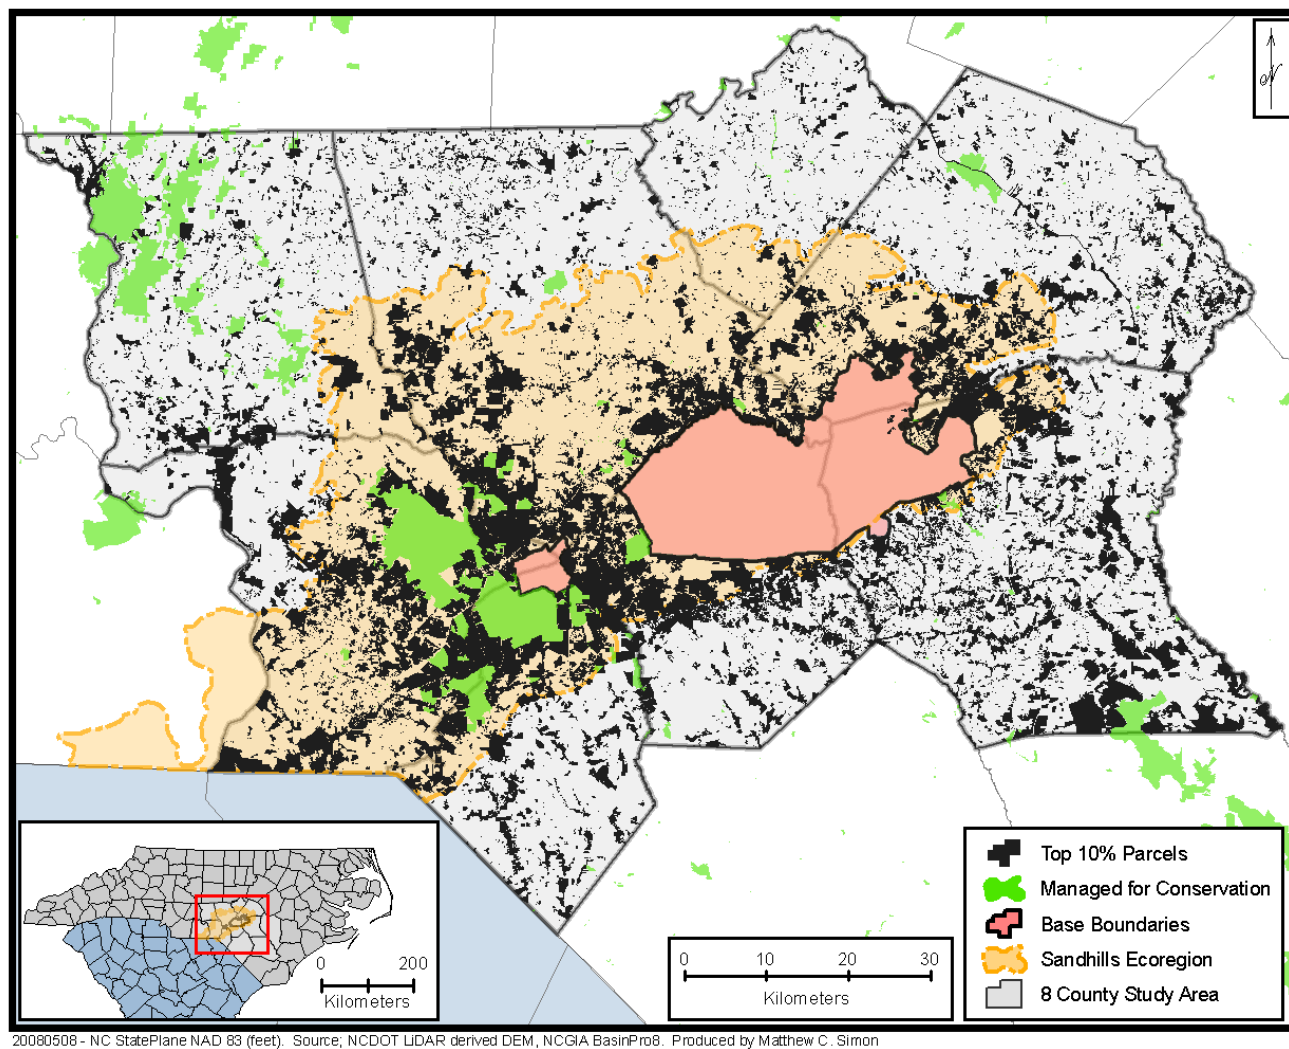 N
Top 10% Parcels
Managed for Conservation
Base Boundaries
Sandhills Ecoregion
8 County Study Area
0 200
Kilometers
0 10 20 30
Kilometers
20080508 - NC StatePlane NAD 83 (feet). Source; NCDOT LiDAR derived DEM, NCGIA BasinPro8. Produced by Matthew C. Simon